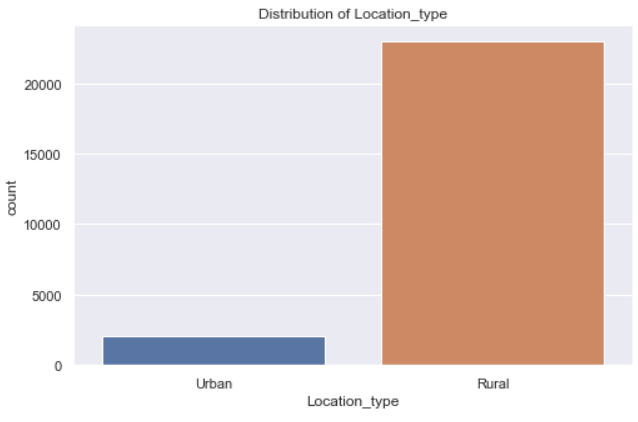 Distribution of Location_type
20000
15000
10000
5000
0
count
Urban
Rural
Location_type